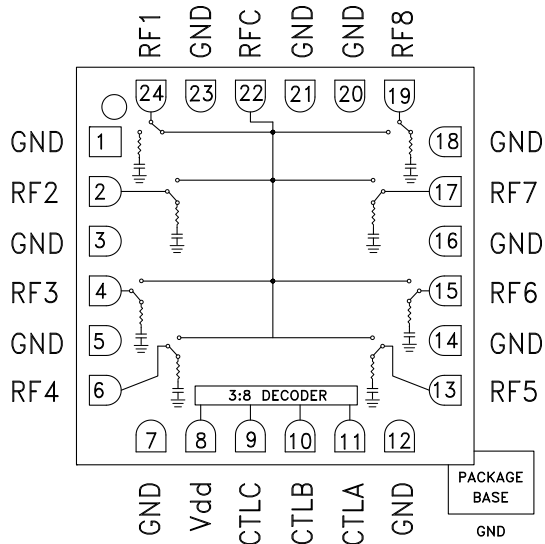 RF1 GND RFC GND GND RF8
24 23 22 21 20 19
GND 1 18 GND
RF2 2 17 RF7
GND 3 16 GND
RF3 4 15 RF6
GND 5 14 GND
RF4 6 13 RF5
3:8 DECODER
7 8 9 10 11 12
GND Vdd CTLC CTLB CTLA GND
PACKAGE
BASE
GND